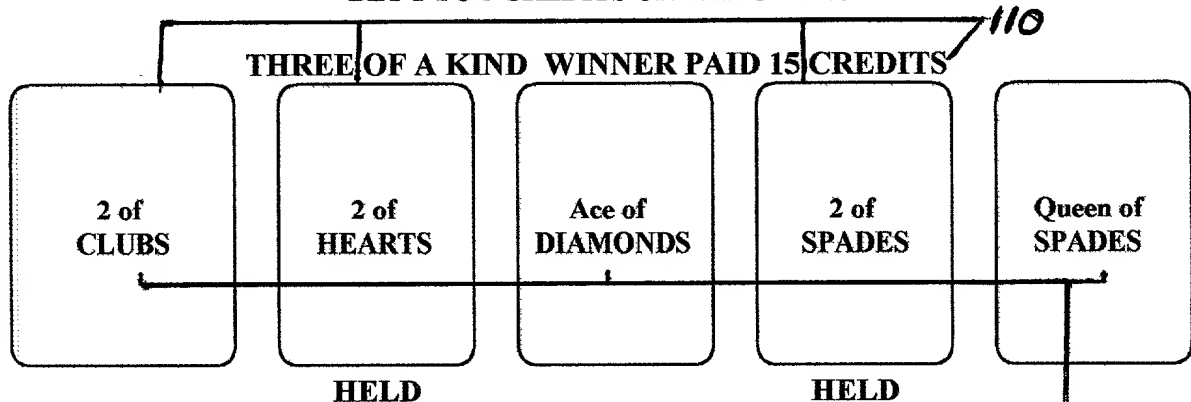 110
THREE OF A KIND WINNER PAID 15 CREDITS
2 of
CLUBS
2 of
HEARTS
Ace of
DIAMONDS
2 of
SPADES
Queen of
SPADES
HELD
HELD